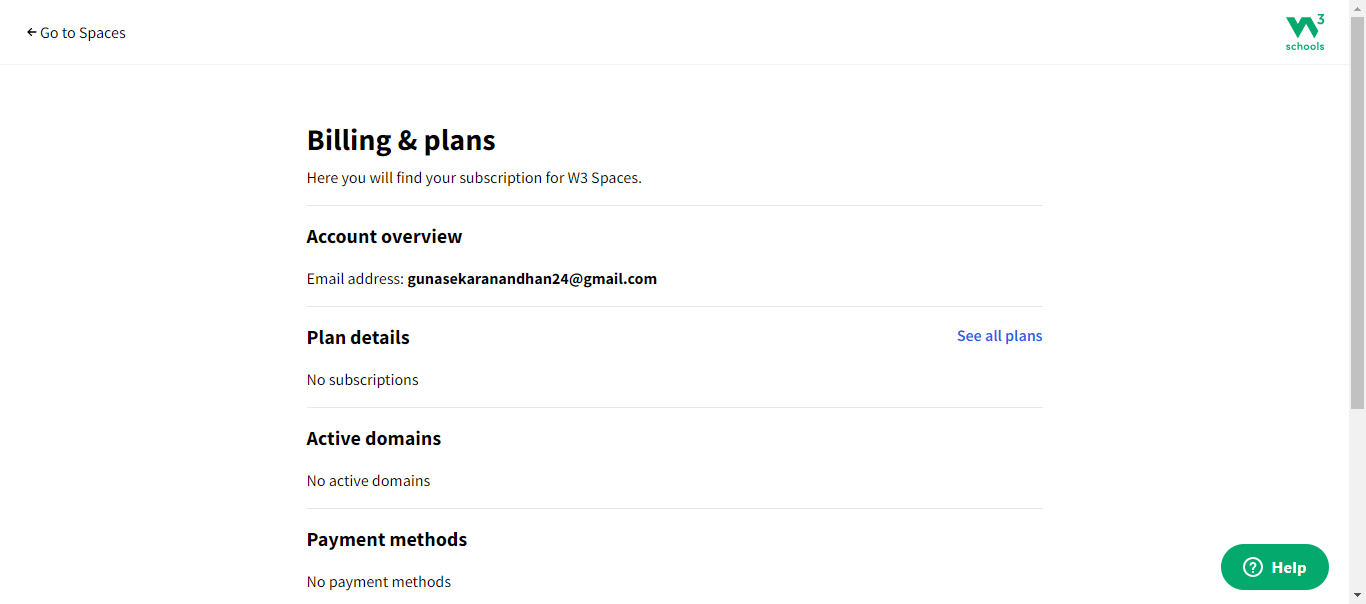 Go to Spaces
W3
schools
Billing & plans
Here you will find your subscription for W3 Spaces.
Account overview
Email address: gunasekaranandhan24@gmail.com
Plan details
See all plans
No subscriptions
Active domains
No active domains
Payment methods
No payment methods
? Help